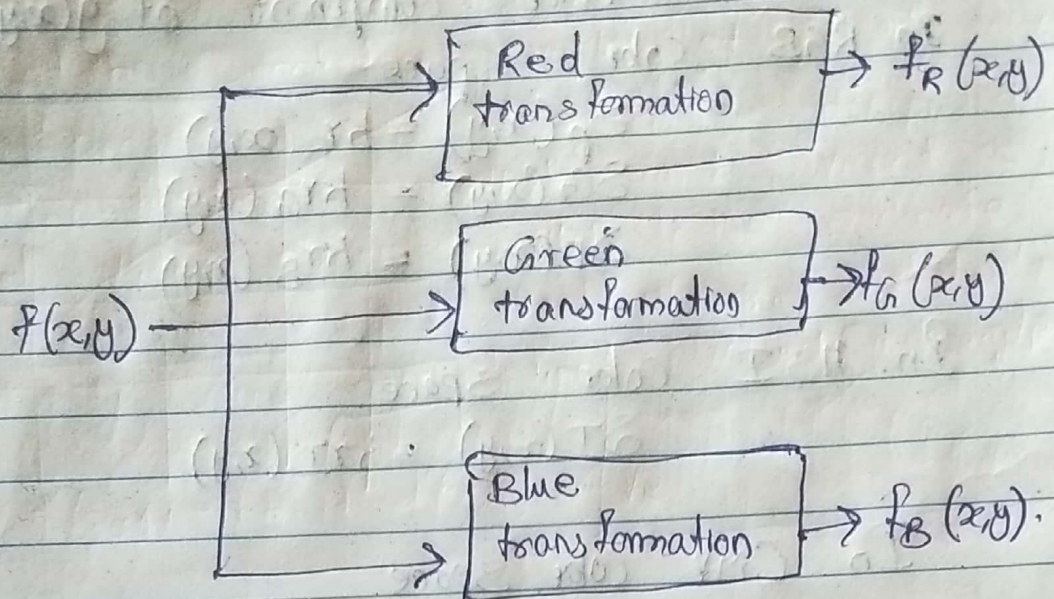 Red
transformation
f_R (x,y)
Green
transformation
f_G (x,y)
f(x,y)
Blue
transformation
f_B (x,y).